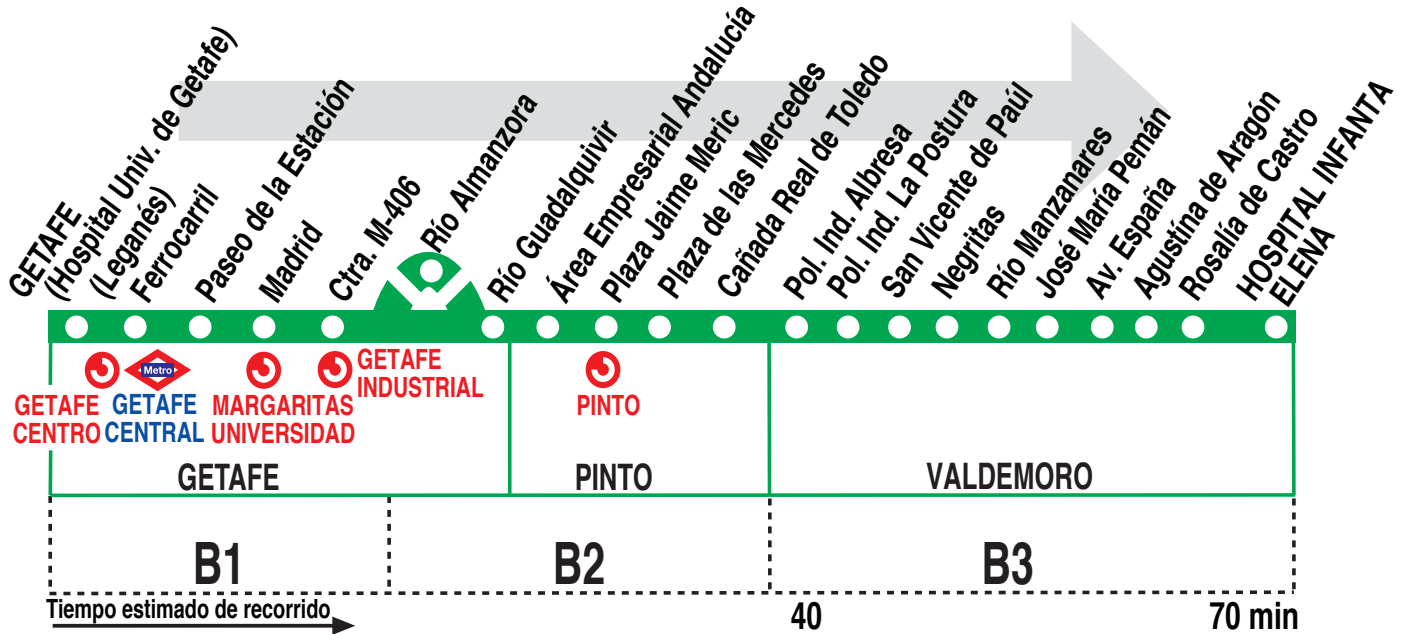 GETAFE
(Hospital Univ. de Getafe)
(Leganés)
Ferrocarril
Paseo de la Estación
Madrid
Ctra. M-406
Río Almanzora
Río Guadalquivir
Área Empresarial Andalucía
Plaza Jaime Meric
Plaza de las Mercedes
Cañada Real de Toledo
Pol. Ind. Albresa
Pol. Ind. La Postura
San Vicente de Paúl
Negritas
Río Manzanares
José María Pemán
Av. España
Agustína de Aragón
Rosalía de Castro
HOSPITAL INFANTA
ELENA
GETAFE
CENTRO
Metro
GETAFE
CENTRAL
MARGARITAS
UNIVERSIDAD
GETAFE
INDUSTRIAL
PINTO
GETAFE
PINTO
VALDEMORO
B1
B2
B3
Tiempo estimado de recorrido
40
70 min